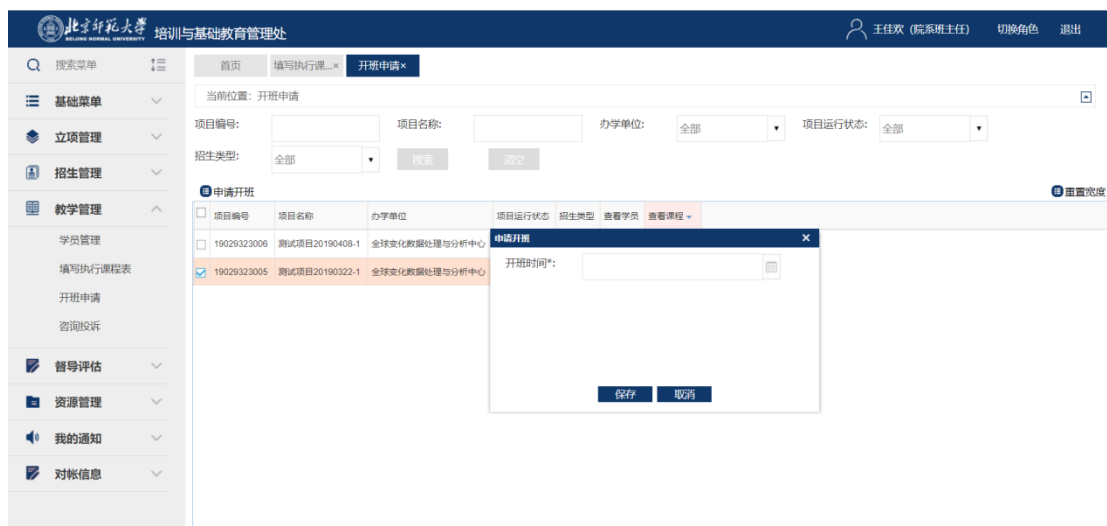 北京师范大学 培训与基础教育管理处 王佳欢 (院系班主任) 切换角色 退出
BEIJING NORMAL UNIVERSITY
搜索菜单
基础菜单
立项管理
招生管理
教学管理
学员管理
填写执行课程表
开班申请
咨询投诉
督导评估
资源管理
我的通知
对帐信息
首页 填写执行课...× 开班申请×
当前位置: 开班申请
项目编号: 项目名称: 办学单位: 全部 项目运行状态: 全部
招生类型: 全部 搜索 清空
申请开班 重置宽度
项目编号 项目名称 办学单位 项目运行状态 招生类型 查看学员 查看课程
19029323006 测试项目20190408-1 全球变化数据处理与分析中心
19029323005 测试项目20190322-1 全球变化数据处理与分析中心
申请开班 ×
开班时间*:
保存 取消